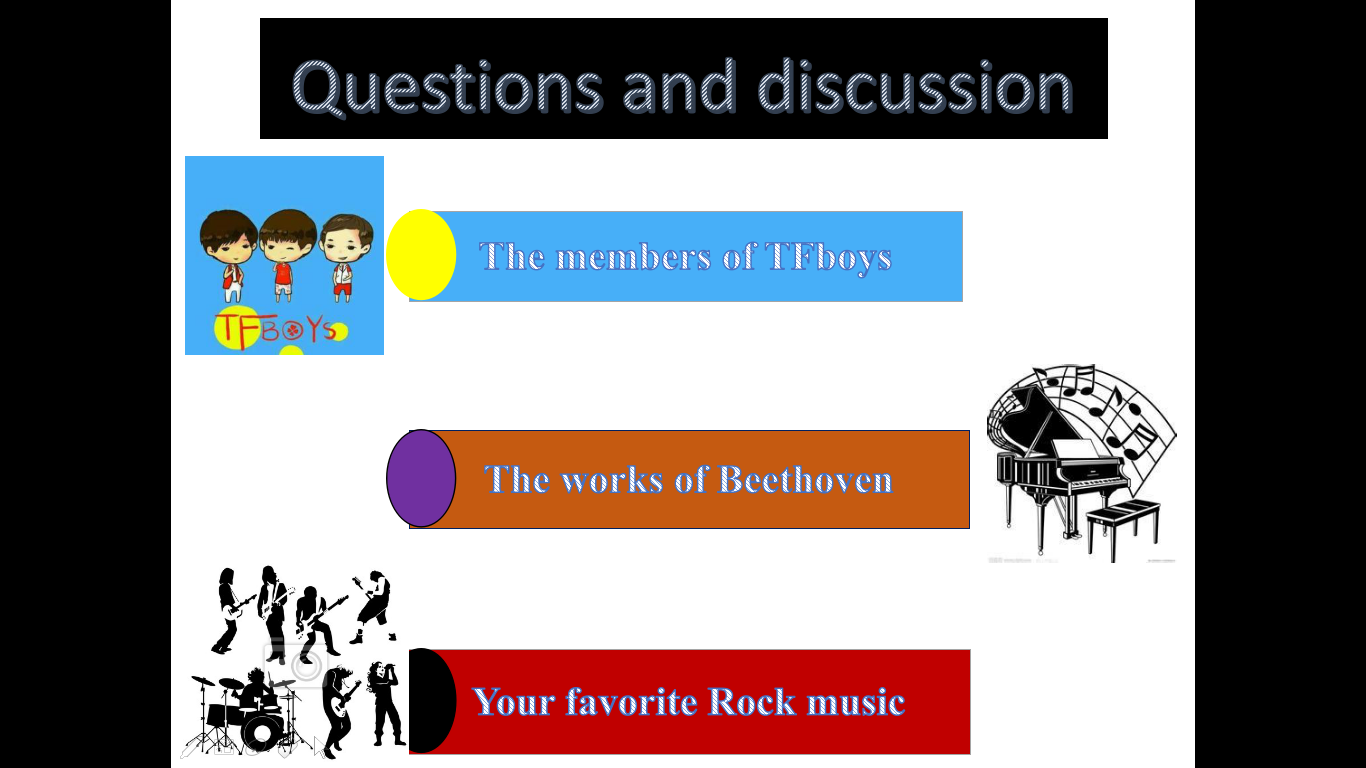 Questions and discussion
The members of TFboys
TFBOYS
The works of Beethoven
Your favorite Rock music